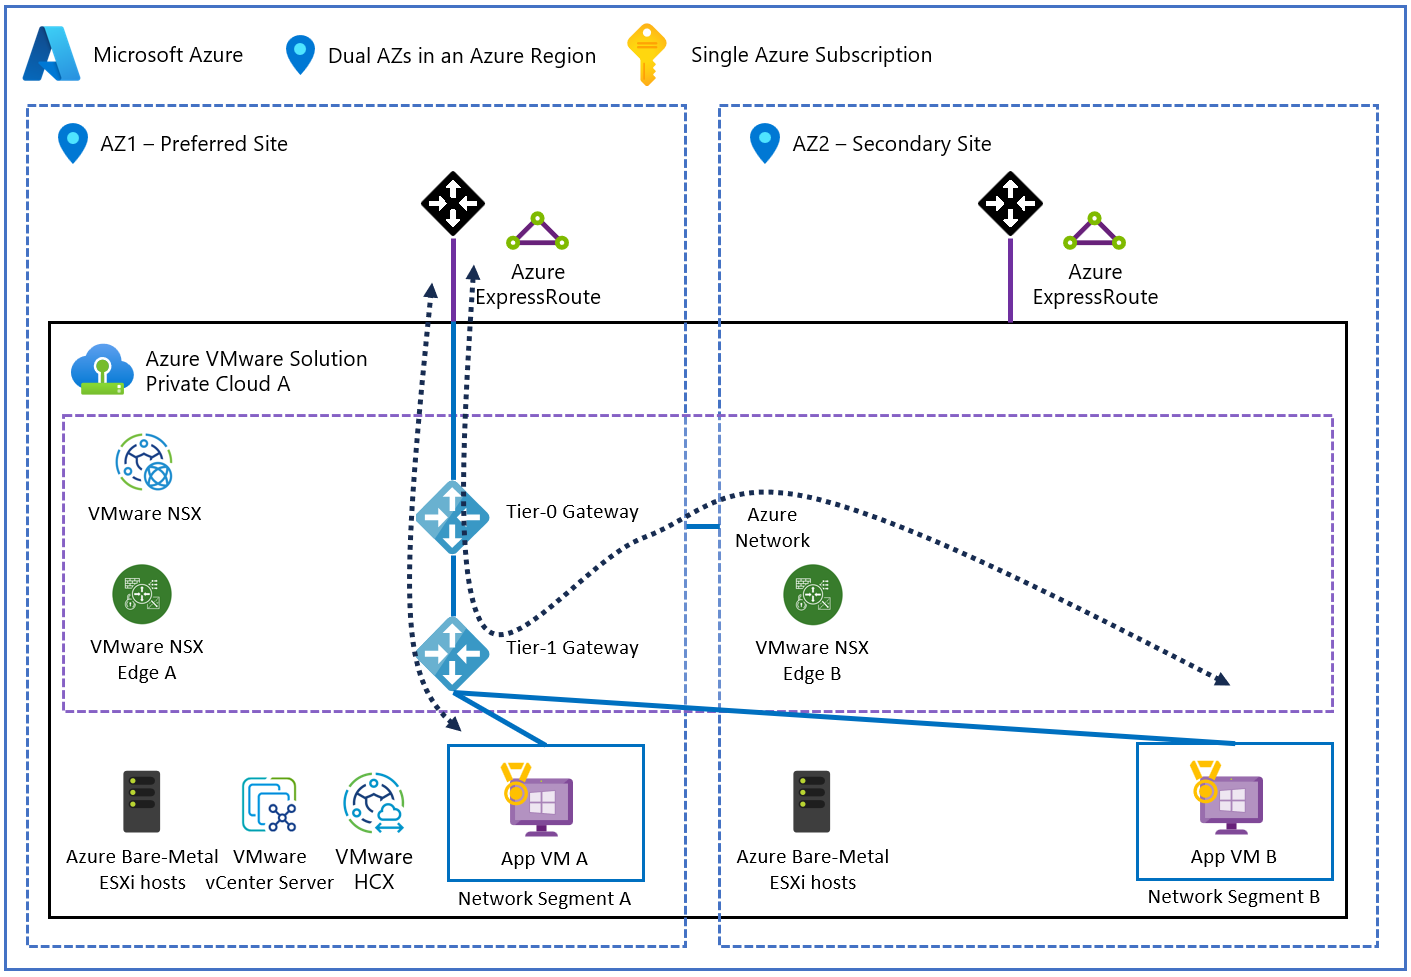 Microsoft Azure
Dual AZs in an Azure Region
Single Azure Subscription
AZ1 – Preferred Site
AZ2 – Secondary Site
Azure
ExpressRoute
Azure
ExpressRoute
Azure VMware Solution
Private Cloud A
VMware NSX
Tier-0 Gateway
Azure
Network
VMware NSX
Edge A
Tier-1 Gateway
VMware NSX
Edge B
Azure Bare-Metal
ESXi hosts
VMware
vCenter Server
VMware
HCX
App VM A
Network Segment A
Azure Bare-Metal
ESXi hosts
App VM B
Network Segment B